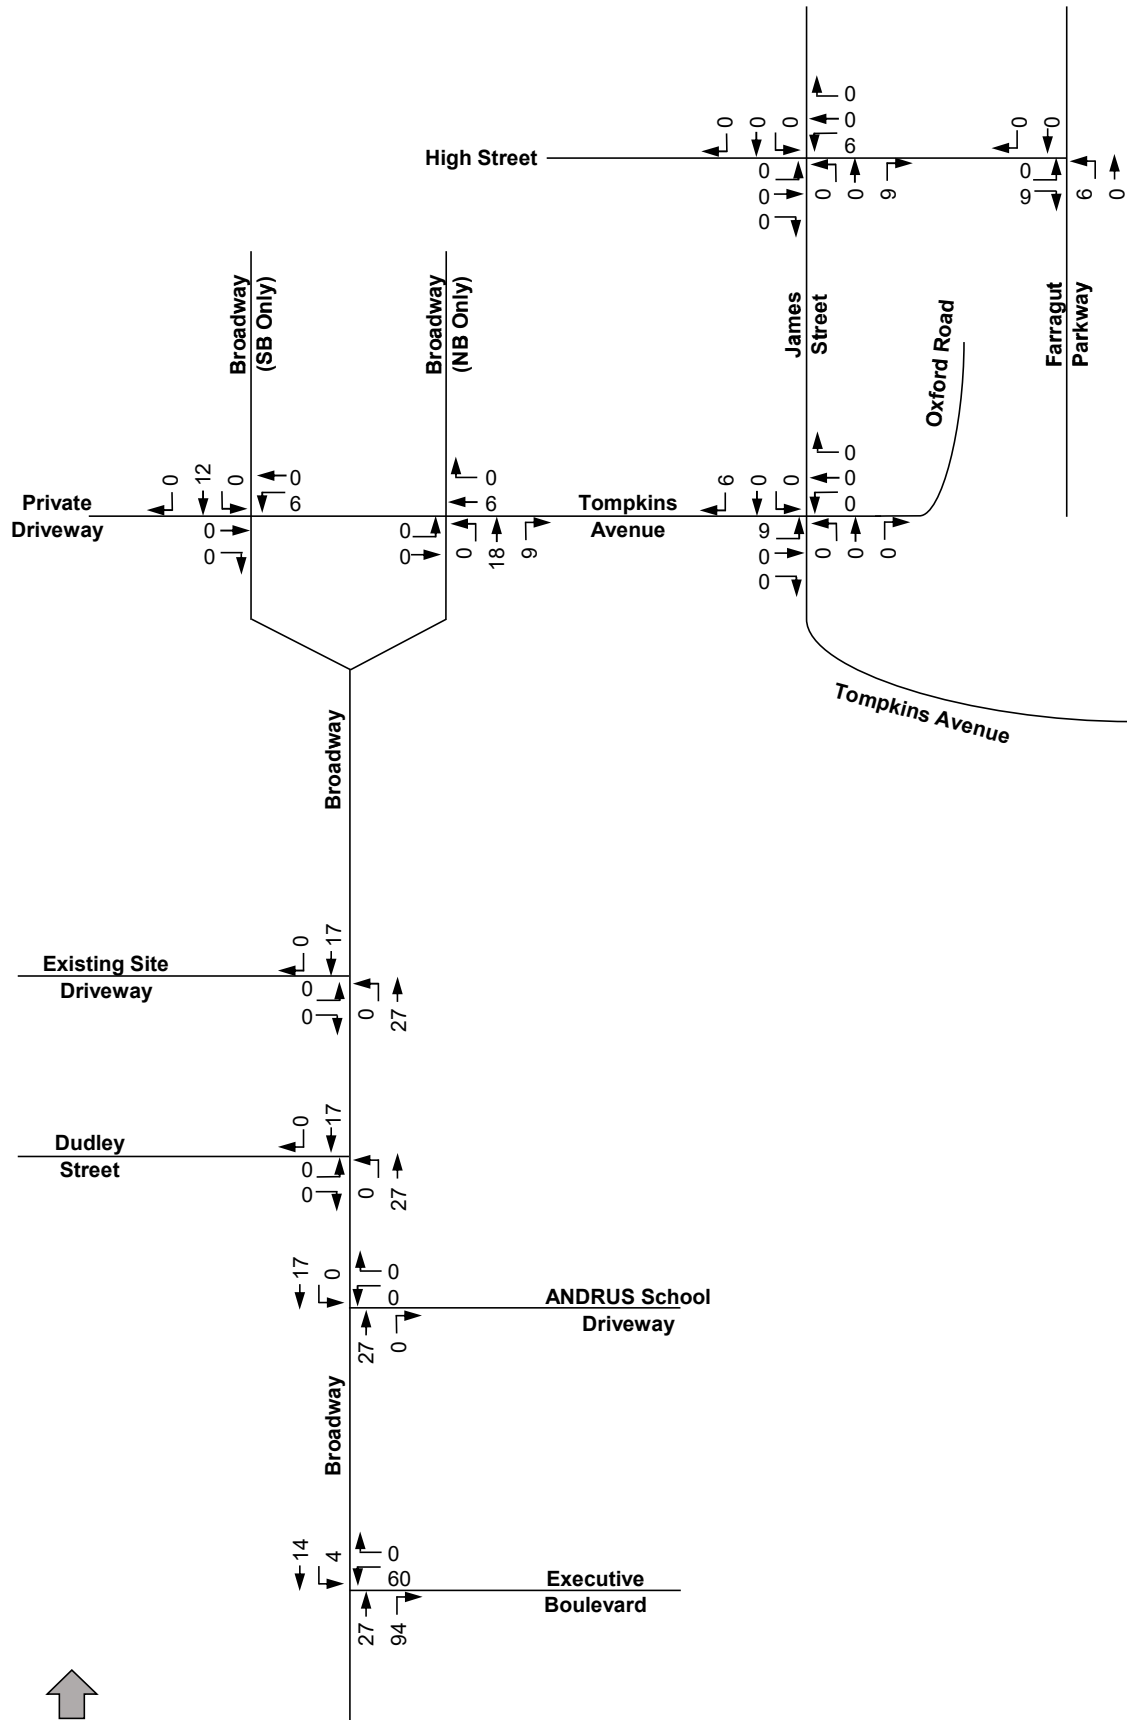 0
0
0
0
0
0
0
High Street
6
0
0
0
0
0
9
0
9
6
0
Broadway
(SB Only)
Broadway
(NB Only)
James
Street
Oxford Road
Farragut
Parkway
0
12
0
0
6
0
0
Private
Driveway
0
6
0
0
0
18
9
Tompkins
Avenue
6
0
0
0
0
0
9
0
0
0
0
0
Tompkins Avenue
Broadway
0
17
Existing Site
Driveway
0
0
0
27
0
17
Dudley
Street
0
0
0
27
17
0
0
0
ANDRUS School
Driveway
27
0
Broadway
14
4
0
60
Executive
Boulevard
27
94